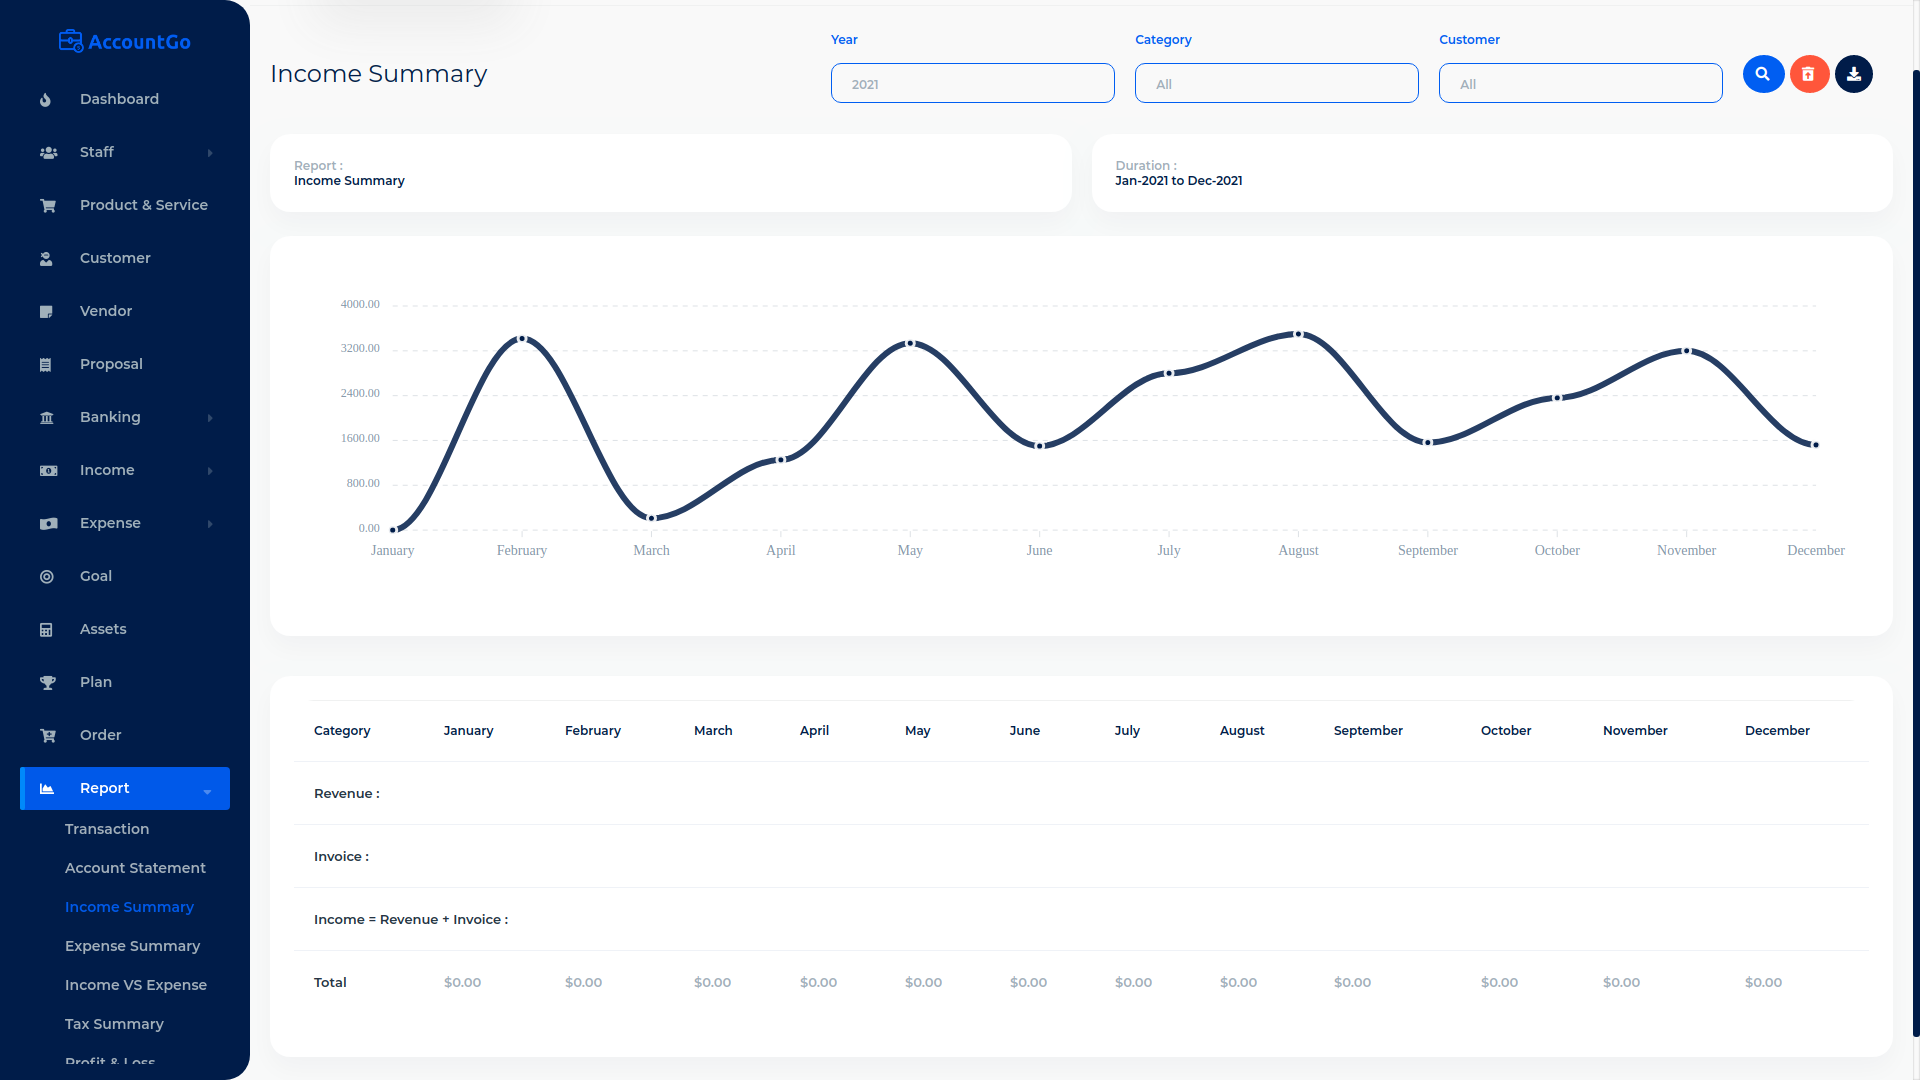 AccountGo
Dashboard
Staff
Product & Service
Customer
Vendor
Proposal
Banking
Income
Expense
Goal
Assets
Plan
Order
Report
Transaction
Account Statement
Income Summary
Expense Summary
Income VS Expense
Tax Summary
Profit & Loss
Income Summary
Year
2021
Category
All
Customer
All
Report :
Income Summary
Duration :
Jan-2021 to Dec-2021
4000.00
3200.00
2400.00
1600.00
800.00
0.00
January February March April May June July August September October November December
Category January February March April May June July August September October November December
Revenue :
Invoice :
Income = Revenue + Invoice :
Total $0.00 $0.00 $0.00 $0.00 $0.00 $0.00 $0.00 $0.00 $0.00 $0.00 $0.00 $0.00